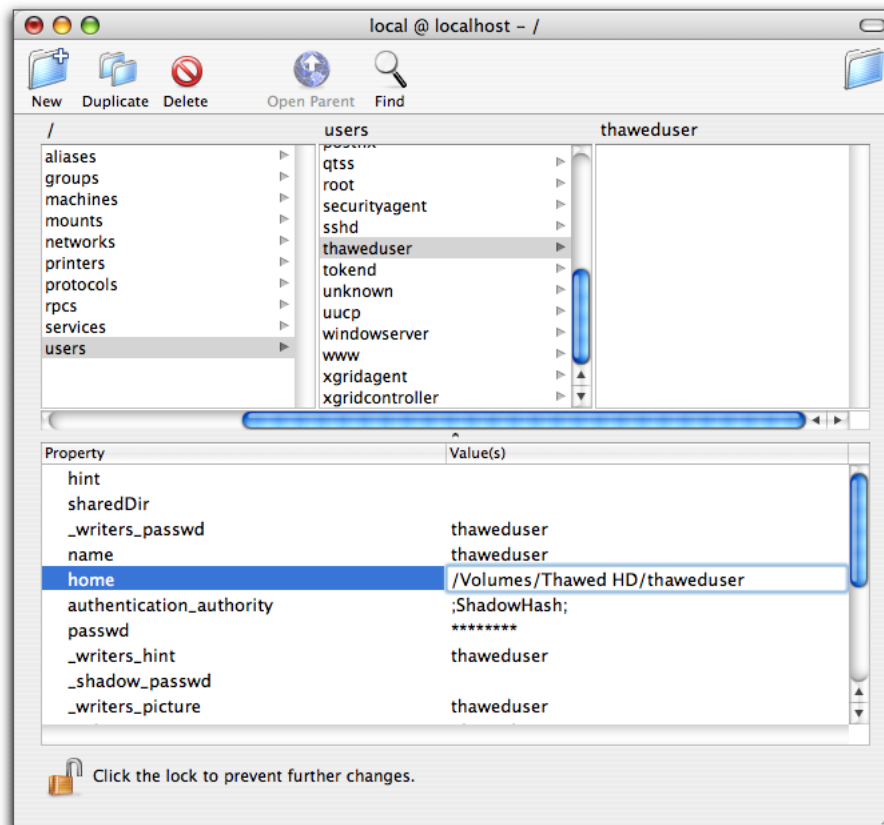 local @ localhost – /
New Duplicate Delete Open Parent Find
/ users thaweduser
aliases
groups
machines
mounts
networks
printers
protocols
rpcs
services
users
postfix
qtss
root
securityagent
sshd
thaweduser
tokend
unknown
uucp
windowserver
www
xgridagent
xgridcontroller
Property Value(s)
hint
sharedDir
_writers_passwd thaweduser
name thaweduser
home /Volumes/Thawed HD/thaweduser
authentication_authority ;ShadowHash;
passwd ********
_writers_hint thaweduser
_shadow_passwd
_writers_picture thaweduser
Click the lock to prevent further changes.